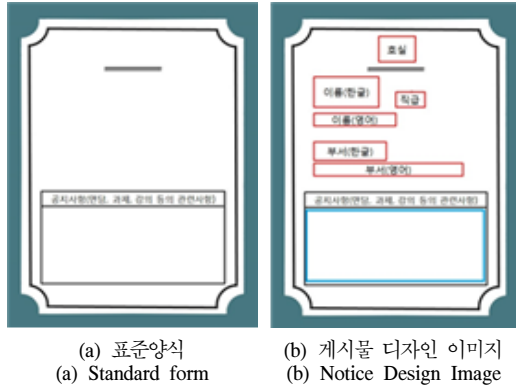 호실
이름(한글)
직급
이름(영어)
부서(한글)
부서(영어)
공지사항(면담, 과제, 강의 등의 관련사항)
공지사항(면담, 과제, 강의 등의 관련사항)
(a) 표준양식
(a) Standard form
(b) 게시물 디자인 이미지
(b) Notice Design Image